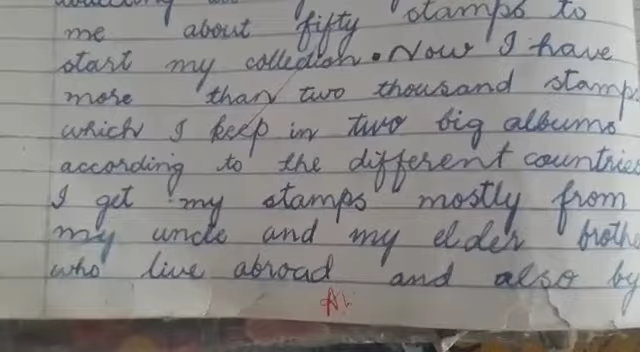 me about fifty stamps to
start my collection. Now I have
more than two thousand stamps
which I keep in two big albums
according to the different countries
I get my stamps mostly from
my uncle and my elder brothe
who live abroad and also by